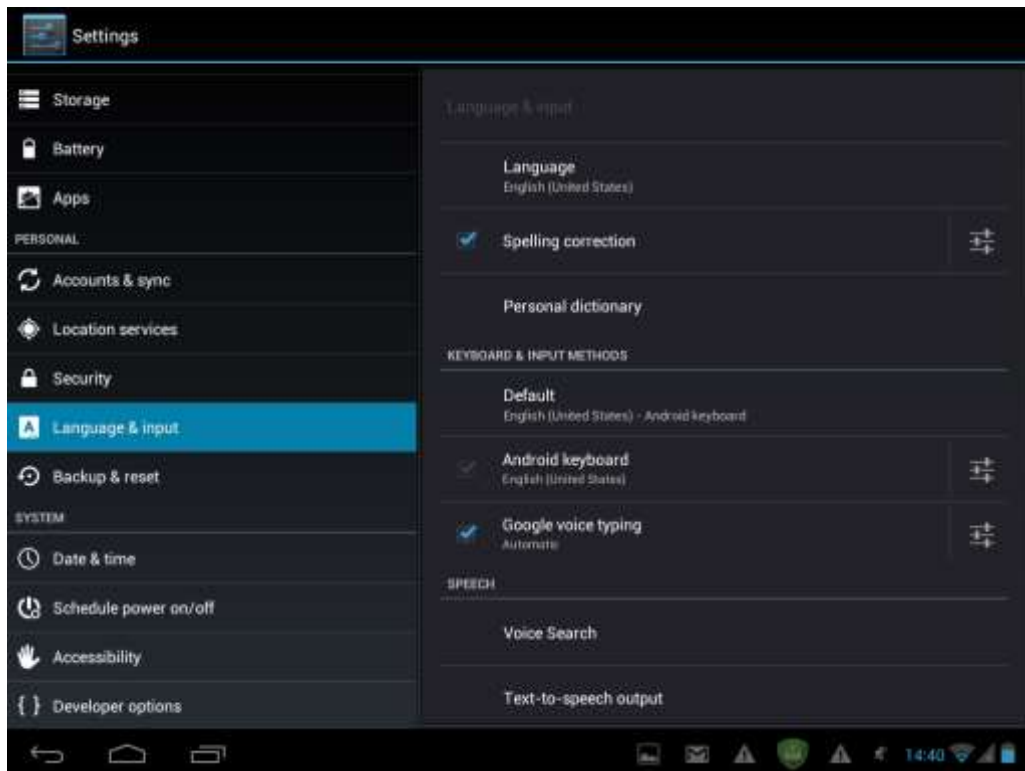 Settings
Storage
Battery
Apps
PERSONAL
Accounts & sync
Location services
Security
Language & input
Backup & reset
SYSTEM
Date & time
Schedule power on/off
Accessibility
{ } Developer options
Language & input
Language
English (United States)
Spelling correction
Personal dictionary
KEYBOARD & INPUT METHODS
Default
English (United States) - Android keyboard
Android keyboard
English (United States)
Google voice typing
Automatic
SPEECH
Voice Search
Text-to-speech output
14:40